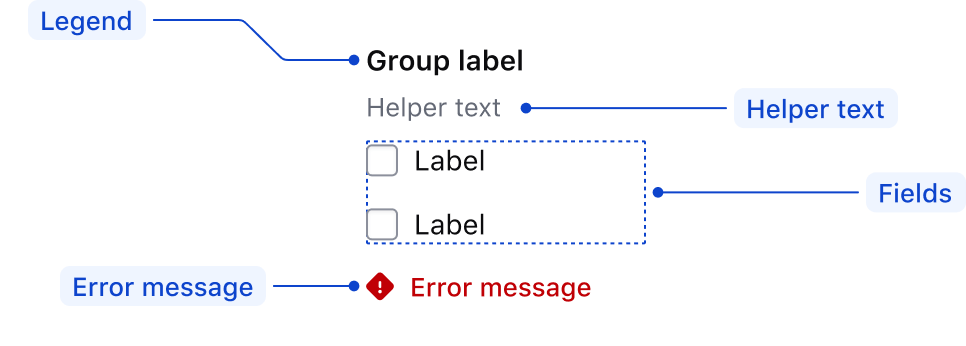 Legend
Group label
Helper text
Helper text
Label
Fields
Label
Error message
Error message